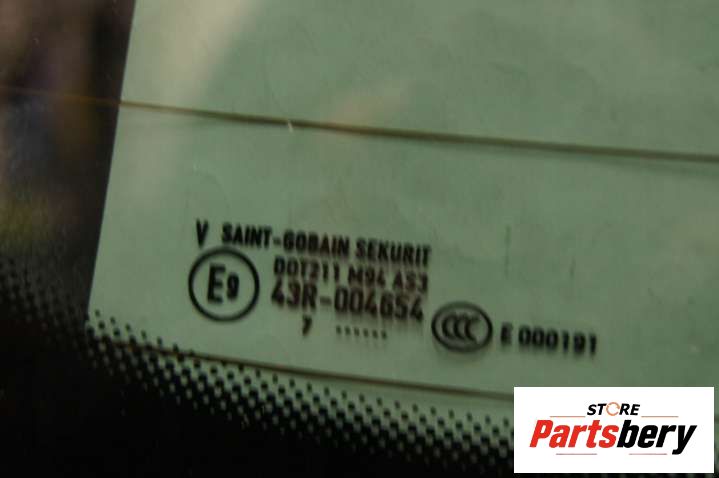 V SAINT-GOBAIN SEKURIT
DOT211 M94 AS3
E9
43R-004654
7 ......
CCC
E 000191
STORE
Partsbery